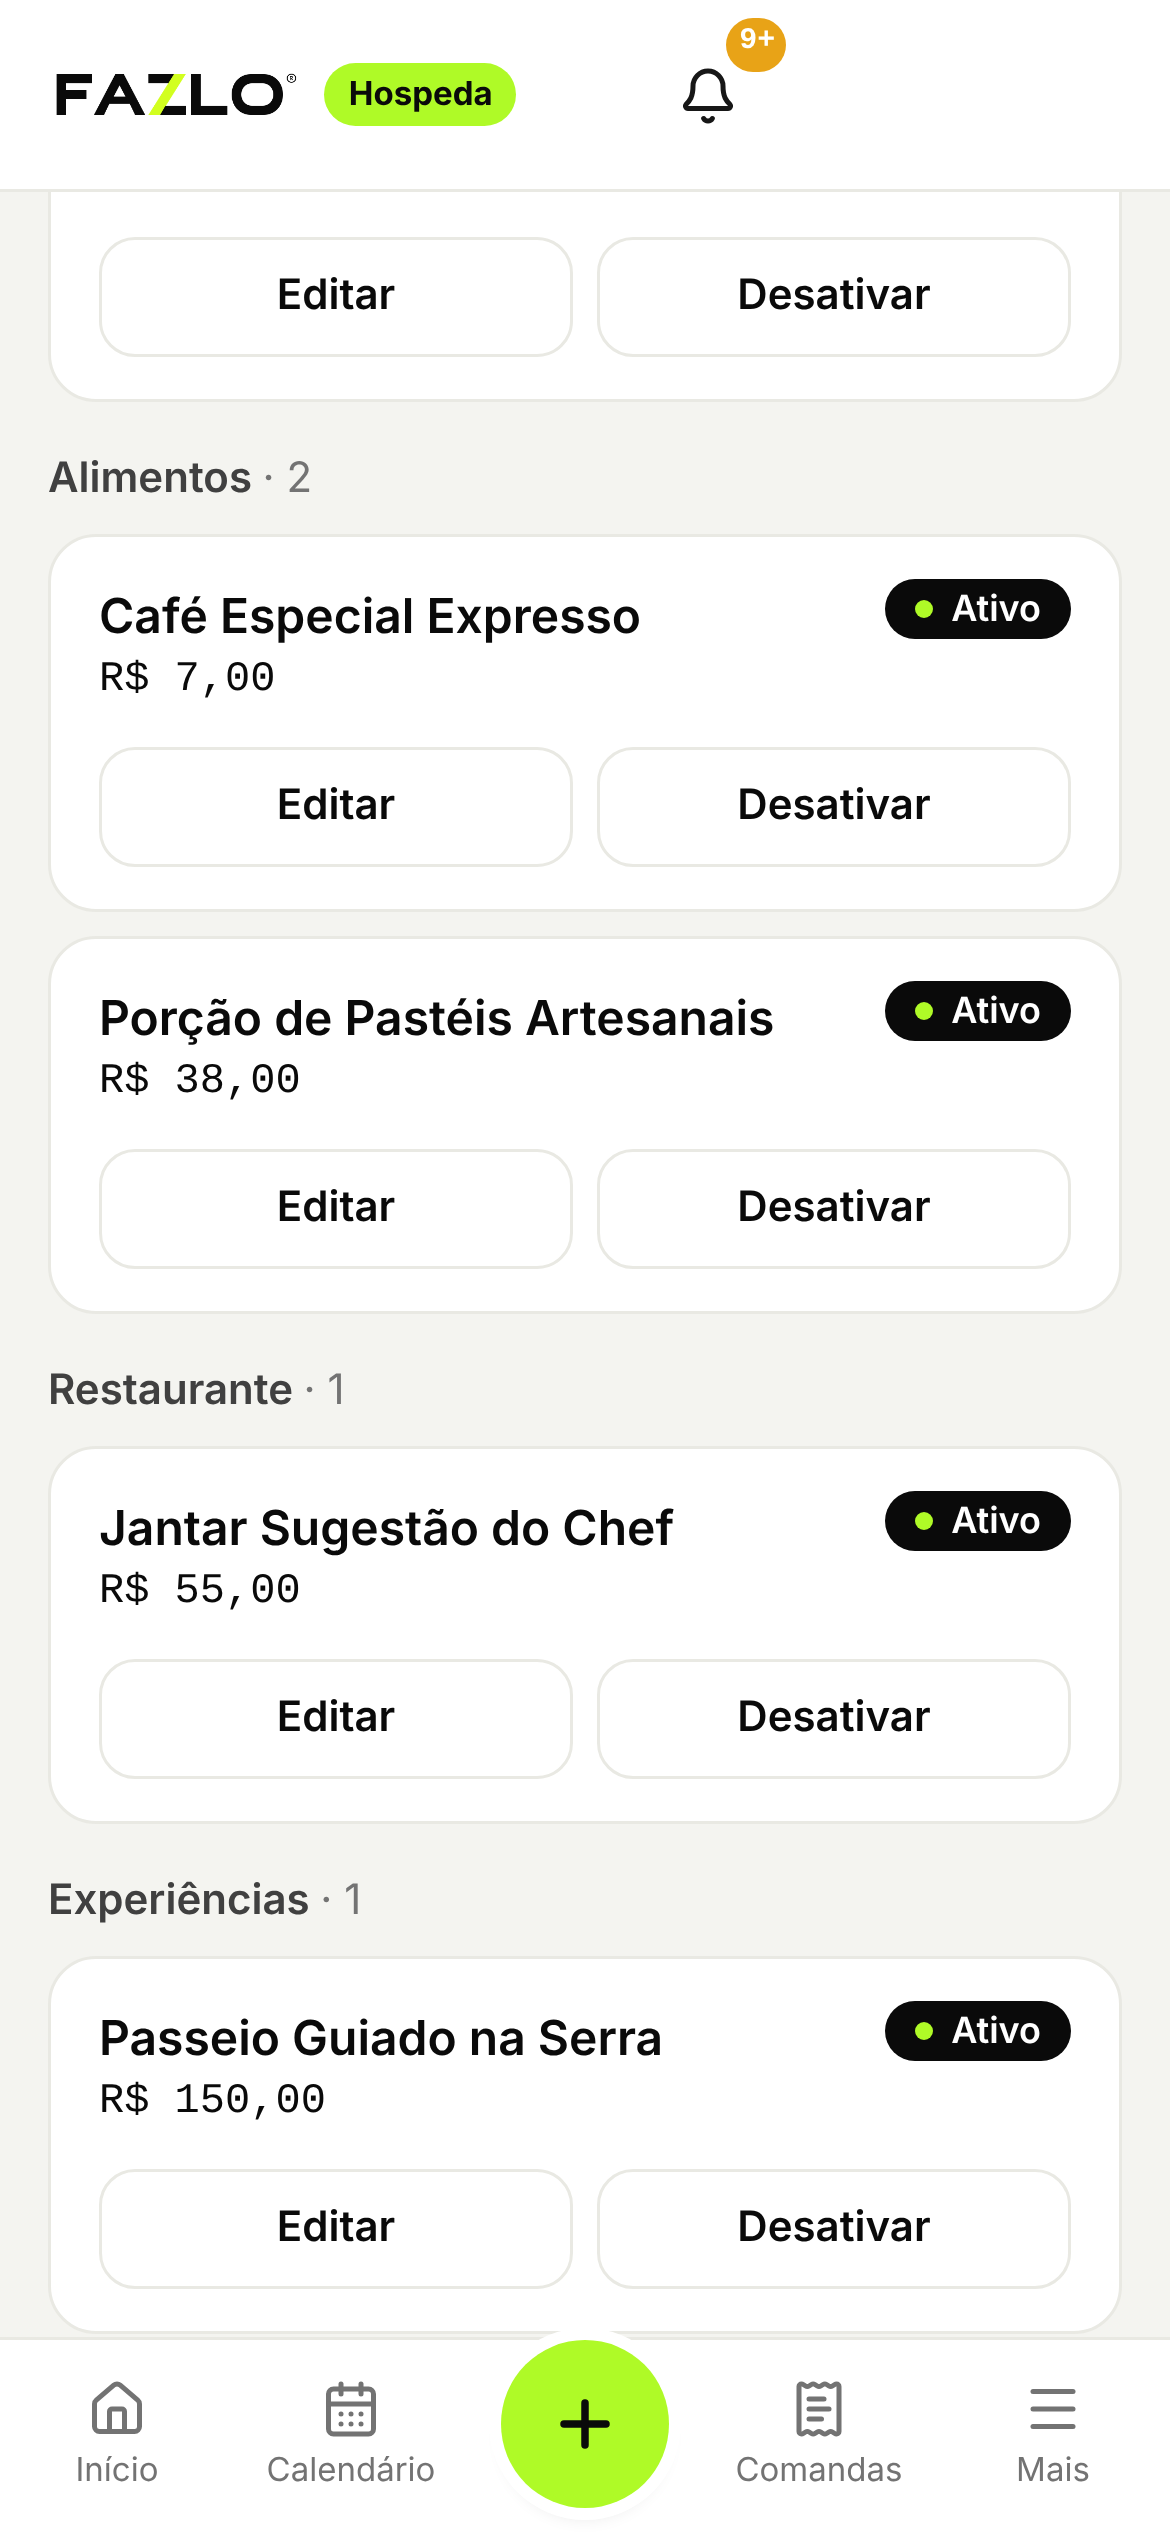 FAZLO®
Hospeda
9+
Editar
Desativar
Alimentos · 2
Café Especial Expresso
Ativo
R$ 7,00
Editar
Desativar
Porção de Pastéis Artesanais
Ativo
R$ 38,00
Editar
Desativar
Restaurante · 1
Jantar Sugestão do Chef
Ativo
R$ 55,00
Editar
Desativar
Experiências · 1
Passeio Guiado na Serra
Ativo
R$ 150,00
Editar
Desativar
Início
Calendário
Comandas
Mais